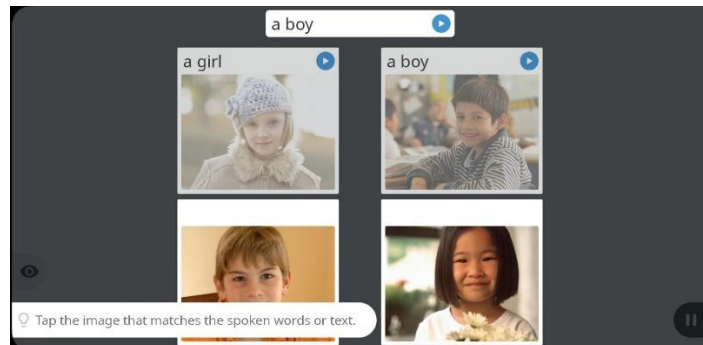 a boy
a girl
a boy
Tap the image that matches the spoken words or text.